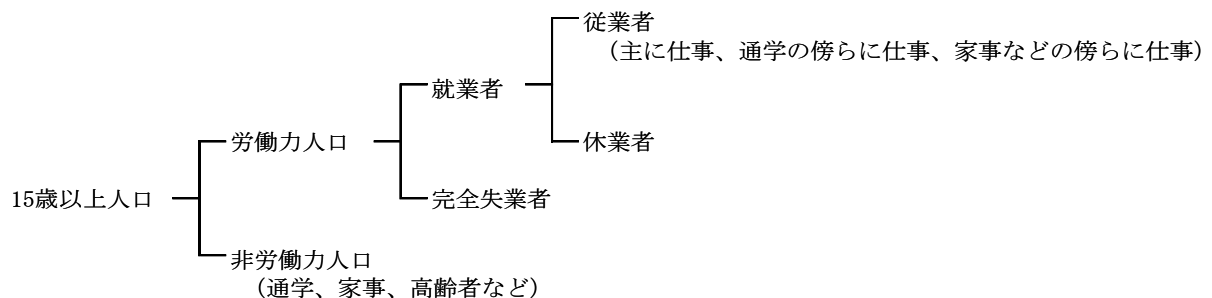 従業者
(主に仕事、通学の傍らに仕事、家事などの傍らに仕事)
就業者
労働力人口
休業者
15歳以上人口
完全失業者
非労働力人口
(通学、家事、高齢者など)